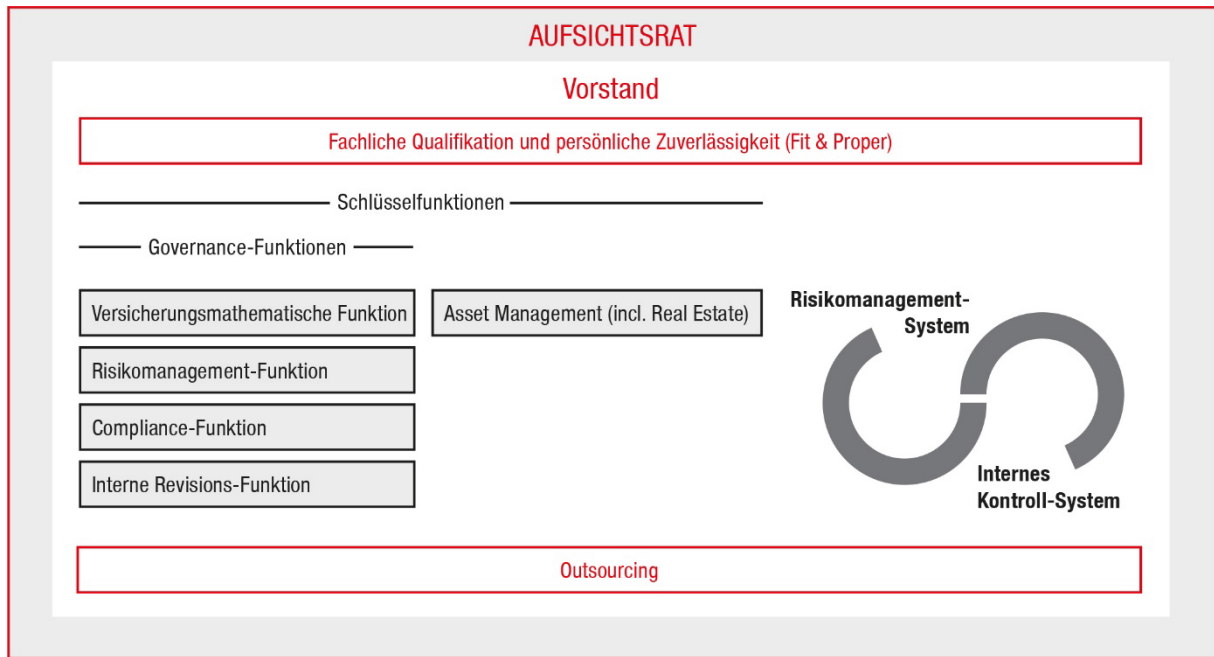 AUFSICHTSRAT
Vorstand
Fachliche Qualifikation und persönliche Zuverlässigkeit (Fit & Proper)
Schlüsselfunktionen
Governance-Funktionen
Versicherungsmathematische Funktion
Asset Management (incl. Real Estate)
Risikomanagement-Funktion
Compliance-Funktion
Interne Revisions-Funktion
Risikomanagement-
System
Internes
Kontroll-System
Outsourcing